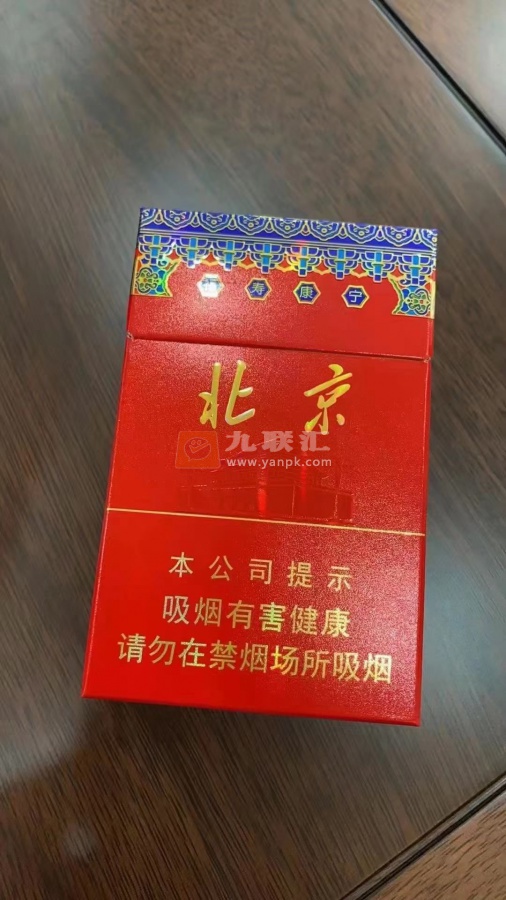 寿康宁
北京
九联汇
www.yanpk.com
本公司提示
吸烟有害健康
请勿在禁烟场所吸烟